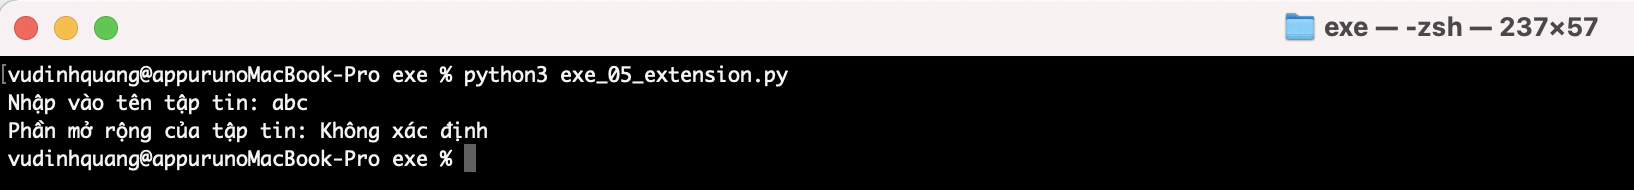 exe — -zsh — 237×57
vudinhquang@appurunoMacBook-Pro exe % python3 exe_05_extension.py
Nhập vào tên tập tin: abc
Phần mở rộng của tập tin: Không xác định
vudinhquang@appurunoMacBook-Pro exe %